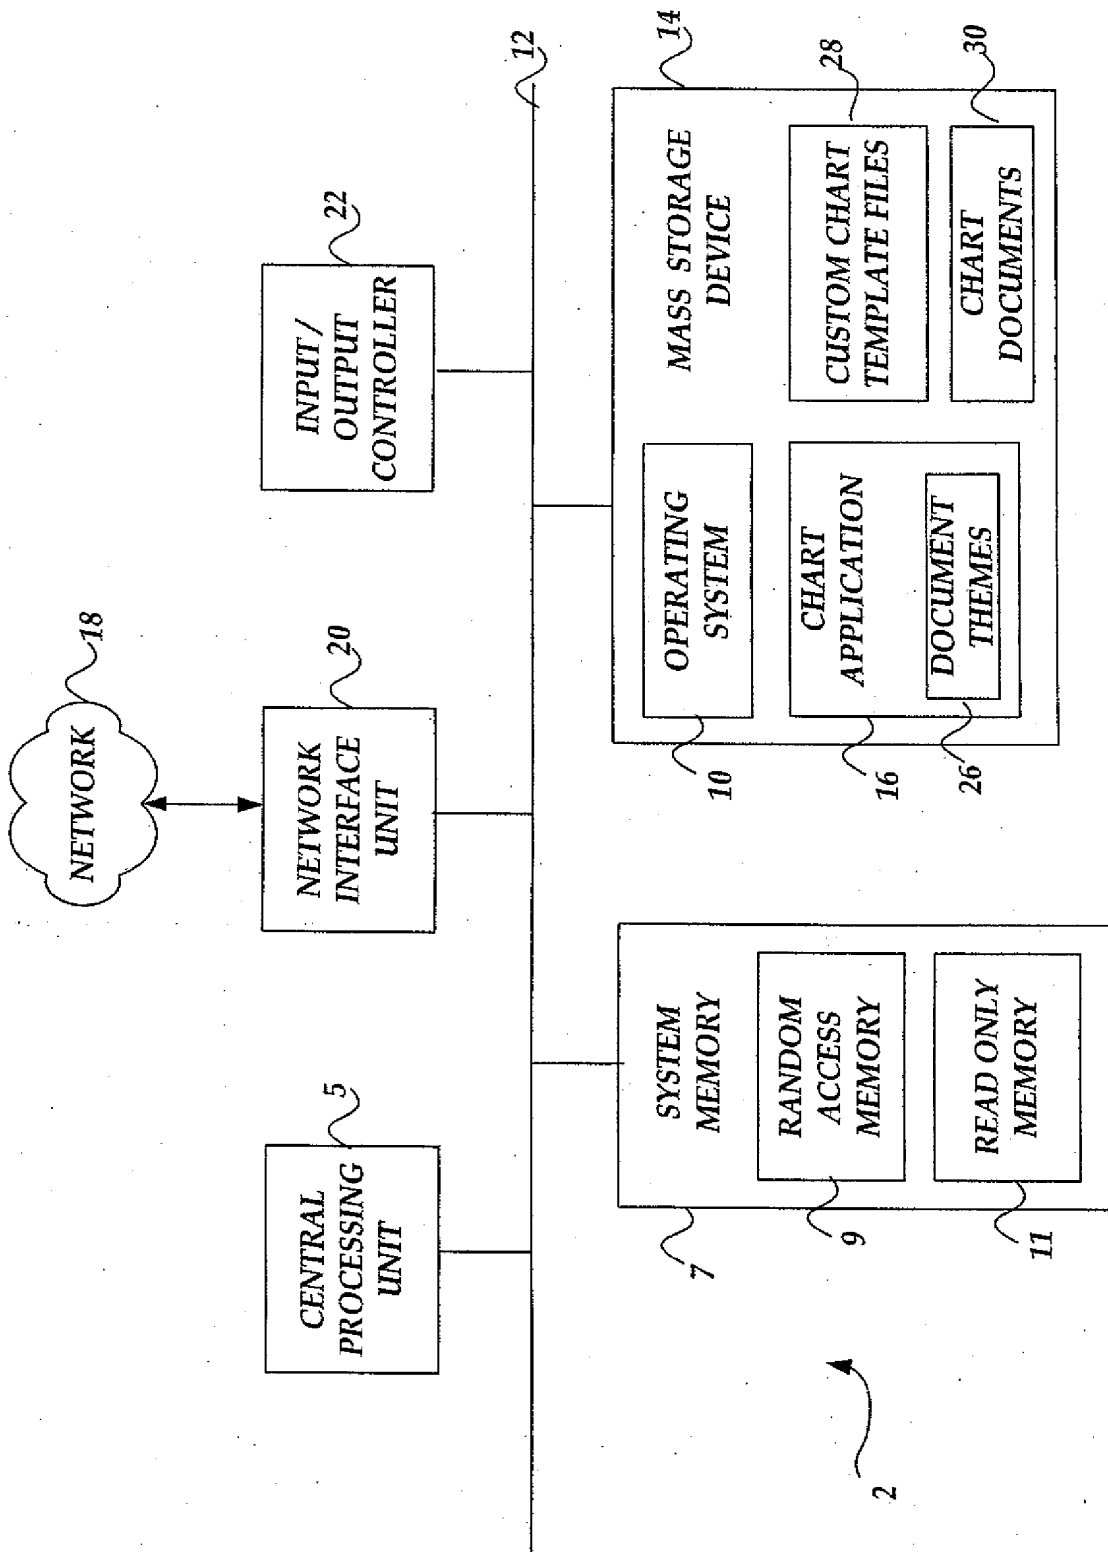 NETWORK
18
CENTRAL
PROCESSING
UNIT
5
NETWORK
INTERFACE
UNIT
20
INPUT/
OUTPUT
CONTROLLER
22
12
SYSTEM
MEMORY
7
RANDOM
ACCESS
MEMORY
9
READ ONLY
MEMORY
11
MASS STORAGE
DEVICE
14
OPERATING
SYSTEM
10
CHART
APPLICATION
16
DOCUMENT
THEMES
26
CUSTOM CHART
TEMPLATE FILES
28
CHART
DOCUMENTS
30
2